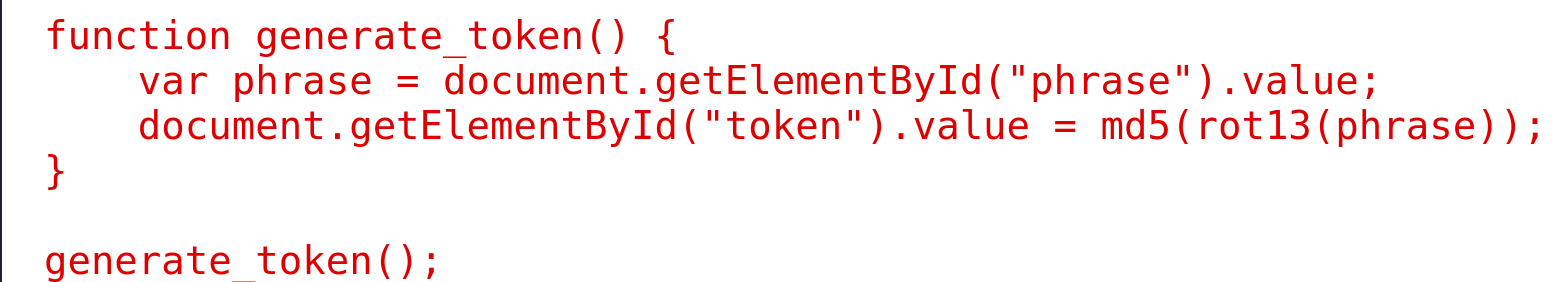 function generate_token() {
    var phrase = document.getElementById("phrase").value;
    document.getElementById("token").value = md5(rot13(phrase));
}

generate_token();